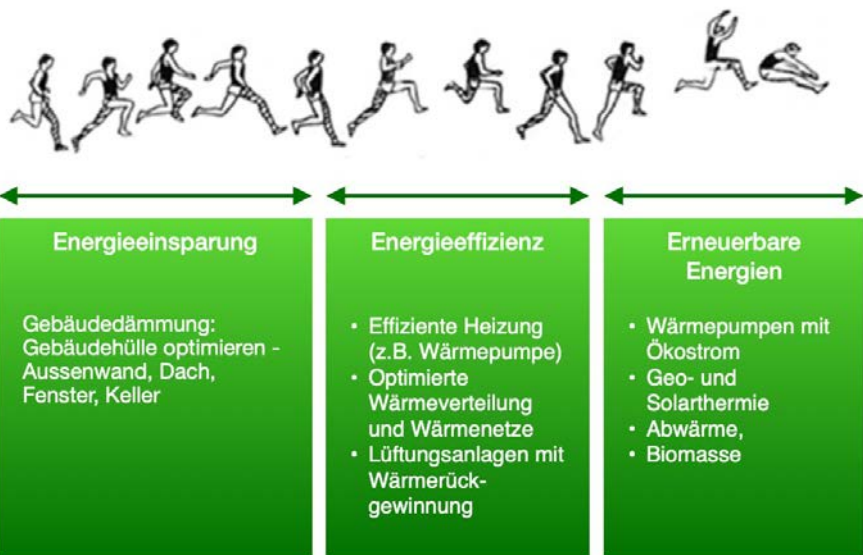 Energieeinsparung
Gebäudedämmung:
Gebäudehülle optimieren -
Aussenwand, Dach,
Fenster, Keller
Energieeffizienz
• Effiziente Heizung
(z.B. Wärmepumpe)
• Optimierte
Wärmeverteilung
und Wärmenetze
• Lüftungsanlagen mit
Wärmerück-
gewinnung
Erneuerbare
Energien
• Wärmepumpen mit
Ökostrom
• Geo- und
Solarthermie
• Abwärme,
• Biomasse